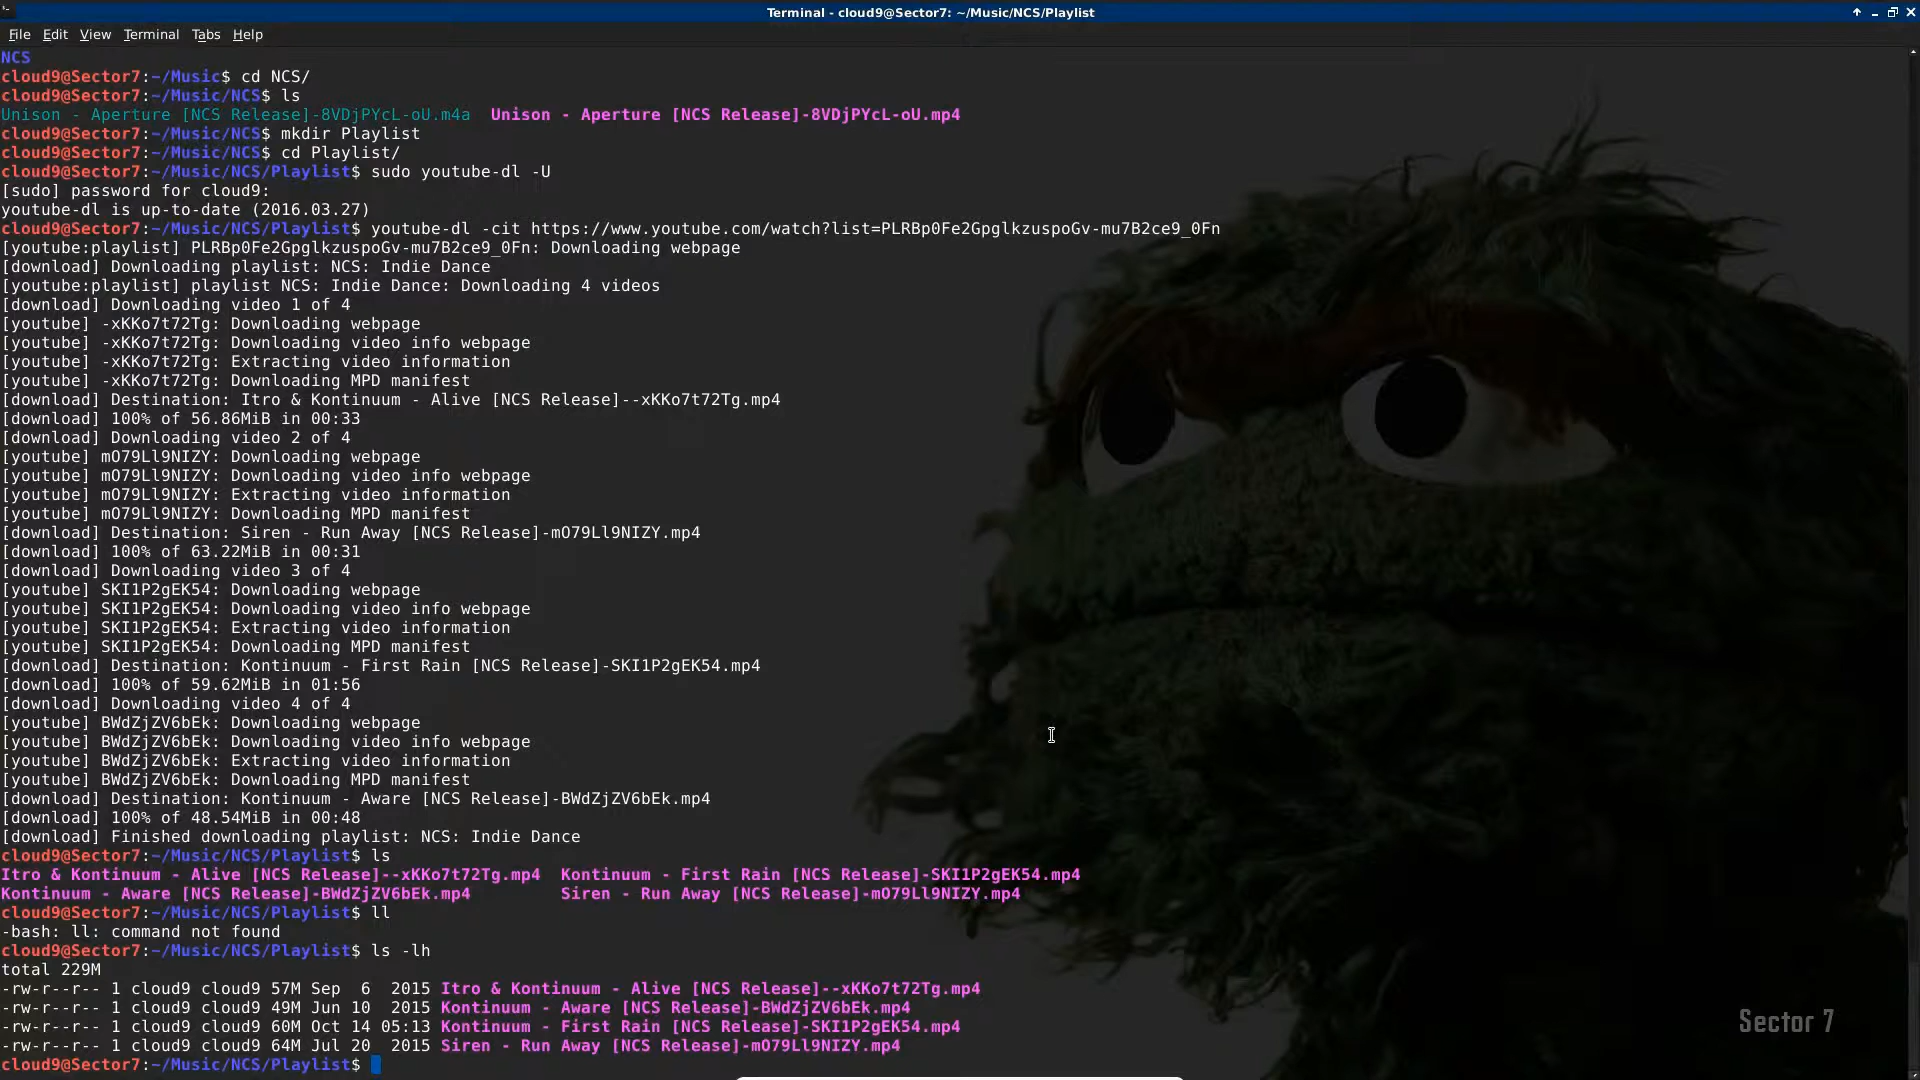 Terminal - cloud9@Sector7: ~/Music/NCS/Playlist
File Edit View Terminal Tabs Help
NCS
cloud9@Sector7:~/Music$ cd NCS/
cloud9@Sector7:~/Music/NCS$ ls
Unison - Aperture [NCS Release]-8VDjPYcL-oU.m4a  Unison - Aperture [NCS Release]-8VDjPYcL-oU.mp4
cloud9@Sector7:~/Music/NCS$ mkdir Playlist
cloud9@Sector7:~/Music/NCS$ cd Playlist/
cloud9@Sector7:~/Music/NCS/Playlist$ sudo youtube-dl -U
[sudo] password for cloud9:
youtube-dl is up-to-date (2016.03.27)
cloud9@Sector7:~/Music/NCS/Playlist$ youtube-dl -cit https://www.youtube.com/watch?list=PLRBp0Fe2GpglkzuspoGv-mu7B2ce9_0Fn
[youtube:playlist] PLRBp0Fe2GpglkzuspoGv-mu7B2ce9_0Fn: Downloading webpage
[download] Downloading playlist: NCS: Indie Dance
[youtube:playlist] playlist NCS: Indie Dance: Downloading 4 videos
[download] Downloading video 1 of 4
[youtube] -xKKo7t72Tg: Downloading webpage
[youtube] -xKKo7t72Tg: Downloading video info webpage
[youtube] -xKKo7t72Tg: Extracting video information
[youtube] -xKKo7t72Tg: Downloading MPD manifest
[download] Destination: Itro & Kontinuum - Alive [NCS Release]--xKKo7t72Tg.mp4
[download] 100% of 56.86MiB in 00:33
[download] Downloading video 2 of 4
[youtube] mO79Ll9NIZY: Downloading webpage
[youtube] mO79Ll9NIZY: Downloading video info webpage
[youtube] mO79Ll9NIZY: Extracting video information
[youtube] mO79Ll9NIZY: Downloading MPD manifest
[download] Destination: Siren - Run Away [NCS Release]-mO79Ll9NIZY.mp4
[download] 100% of 63.22MiB in 00:31
[download] Downloading video 3 of 4
[youtube] SKI1P2gEK54: Downloading webpage
[youtube] SKI1P2gEK54: Downloading video info webpage
[youtube] SKI1P2gEK54: Extracting video information
[youtube] SKI1P2gEK54: Downloading MPD manifest
[download] Destination: Kontinuum - First Rain [NCS Release]-SKI1P2gEK54.mp4
[download] 100% of 59.62MiB in 01:56
[download] Downloading video 4 of 4
[youtube] BWdZjZV6bEk: Downloading webpage
[youtube] BWdZjZV6bEk: Downloading video info webpage
[youtube] BWdZjZV6bEk: Extracting video information
[youtube] BWdZjZV6bEk: Downloading MPD manifest
[download] Destination: Kontinuum - Aware [NCS Release]-BWdZjZV6bEk.mp4
[download] 100% of 48.54MiB in 00:48
[download] Finished downloading playlist: NCS: Indie Dance
cloud9@Sector7:~/Music/NCS/Playlist$ ls
Itro & Kontinuum - Alive [NCS Release]--xKKo7t72Tg.mp4  Kontinuum - First Rain [NCS Release]-SKI1P2gEK54.mp4
Kontinuum - Aware [NCS Release]-BWdZjZV6bEk.mp4         Siren - Run Away [NCS Release]-mO79Ll9NIZY.mp4
cloud9@Sector7:~/Music/NCS/Playlist$ ll
-bash: ll: command not found
cloud9@Sector7:~/Music/NCS/Playlist$ ls -lh
total 229M
-rw-r--r-- 1 cloud9 cloud9 57M Sep  6  2015 Itro & Kontinuum - Alive [NCS Release]--xKKo7t72Tg.mp4
-rw-r--r-- 1 cloud9 cloud9 49M Jun 10  2015 Kontinuum - Aware [NCS Release]-BWdZjZV6bEk.mp4
-rw-r--r-- 1 cloud9 cloud9 60M Oct 14 05:13 Kontinuum - First Rain [NCS Release]-SKI1P2gEK54.mp4
-rw-r--r-- 1 cloud9 cloud9 64M Jul 20  2015 Siren - Run Away [NCS Release]-mO79Ll9NIZY.mp4
cloud9@Sector7:~/Music/NCS/Playlist$
Sector 7